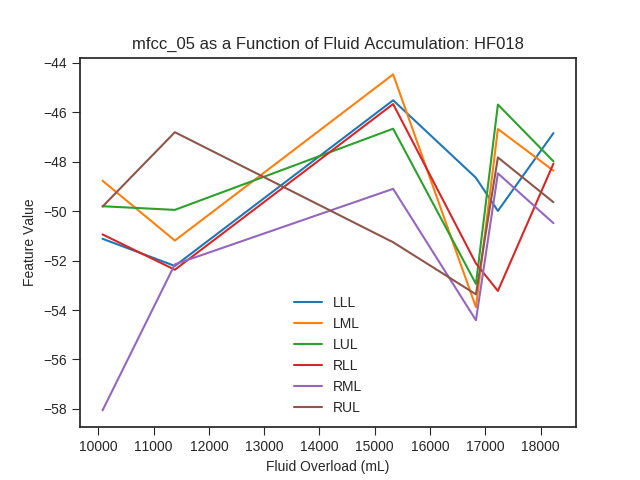 mfcc_05 as a Function of Fluid Accumulation: HF018
Feature Value
−44
−46
−48
−50
−52
−54
−56
−58
LLL
LML
LUL
RLL
RML
RUL
10000 11000 12000 13000 14000 15000 16000 17000 18000
Fluid Overload (mL)